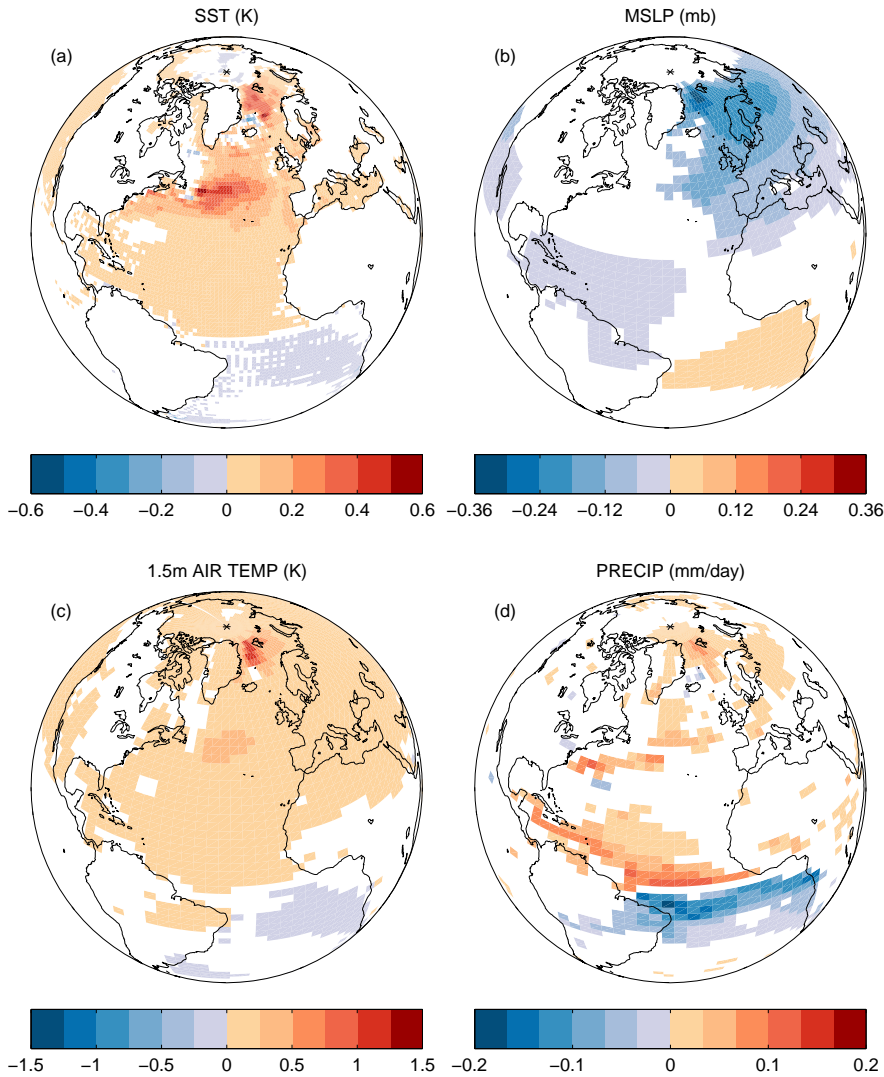 SST (K)
(a)
−0.6 −0.4 −0.2 0 0.2 0.4 0.6
MSLP (mb)
(b)
−0.36 −0.24 −0.12 0 0.12 0.24 0.36
1.5m AIR TEMP (K)
(c)
−1.5 −1 −0.5 0 0.5 1 1.5
PRECIP (mm/day)
(d)
−0.2 −0.1 0 0.1 0.2